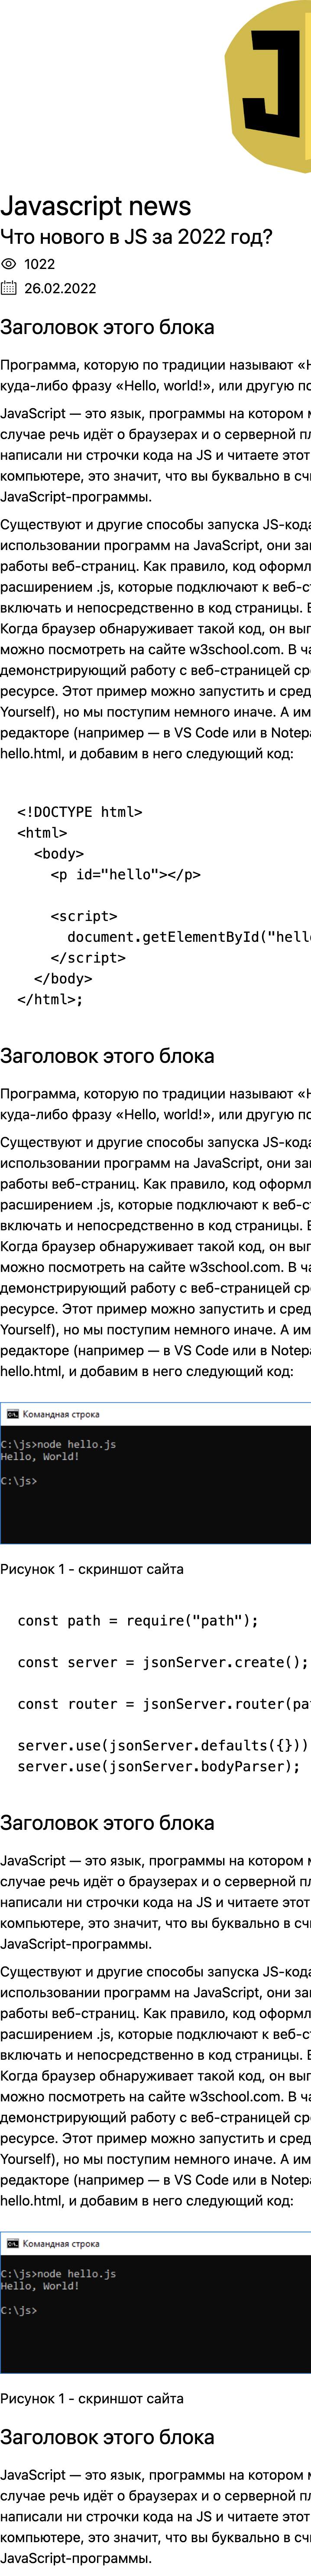 J
Javascript news
Что нового в JS за 2022 год?
1022
26.02.2022
Заголовок этого блока
Программа, которую по традиции называют «H
куда-либо фразу «Hello, world!», или другую по
JavaScript — это язык, программы на котором м
случае речь идёт о браузерах и о серверной пл
написали ни строчки кода на JS и читаете этот
компьютере, это значит, что вы буквально в сч
JavaScript-программы.
Существуют и другие способы запуска JS-кода
использовании программ на JavaScript, они за
работы веб-страниц. Как правило, код оформл
расширением .js, которые подключают к веб-с
включать и непосредственно в код страницы.
Когда браузер обнаруживает такой код, он вып
можно посмотреть на сайте w3school.com. В ча
демонстрирующий работу с веб-страницей ср
ресурсе. Этот пример можно запустить и сред
Yourself), но мы поступим немного иначе. А им
редакторе (например — в VS Code или в Notepa
hello.html, и добавим в него следующий код:
<!DOCTYPE html>
<html>
<body>
<p id="hello"></p>
<script>
document.getElementById("hello
</script>
</body>
</html>;
Заголовок этого блока
Программа, которую по традиции называют «H
куда-либо фразу «Hello, world!», или другую по
Существуют и другие способы запуска JS-кода
использовании программ на JavaScript, они за
работы веб-страниц. Как правило, код оформл
расширением .js, которые подключают к веб-с
включать и непосредственно в код страницы.
Когда браузер обнаруживает такой код, он вып
можно посмотреть на сайте w3school.com. В ча
демонстрирующий работу с веб-страницей ср
ресурсе. Этот пример можно запустить и сред
Yourself), но мы поступим немного иначе. А им
редакторе (например — в VS Code или в Notepa
hello.html, и добавим в него следующий код:
Командная строка
C:\js>node hello.js
Hello, World!
C:\js>
Рисунок 1 - скриншот сайта
const path = require("path");
const server = jsonServer.create();
const router = jsonServer.router(pat
server.use(jsonServer.defaults({}))
server.use(jsonServer.bodyParser);
Заголовок этого блока
JavaScript — это язык, программы на котором м
случае речь идёт о браузерах и о серверной пл
написали ни строчки кода на JS и читаете этот
компьютере, это значит, что вы буквально в сч
JavaScript-программы.
Существуют и другие способы запуска JS-кода
использовании программ на JavaScript, они за
работы веб-страниц. Как правило, код оформл
расширением .js, которые подключают к веб-с
включать и непосредственно в код страницы.
Когда браузер обнаруживает такой код, он вып
можно посмотреть на сайте w3school.com. В ча
демонстрирующий работу с веб-страницей ср
ресурсе. Этот пример можно запустить и сред
Yourself), но мы поступим немного иначе. А им
редакторе (например — в VS Code или в Notepa
hello.html, и добавим в него следующий код:
Командная строка
C:\js>node hello.js
Hello, World!
C:\js>
Рисунок 1 - скриншот сайта
Заголовок этого блока
JavaScript — это язык, программы на котором м
случае речь идёт о браузерах и о серверной пл
написали ни строчки кода на JS и читаете этот
компьютере, это значит, что вы буквально в сч
JavaScript-программы.